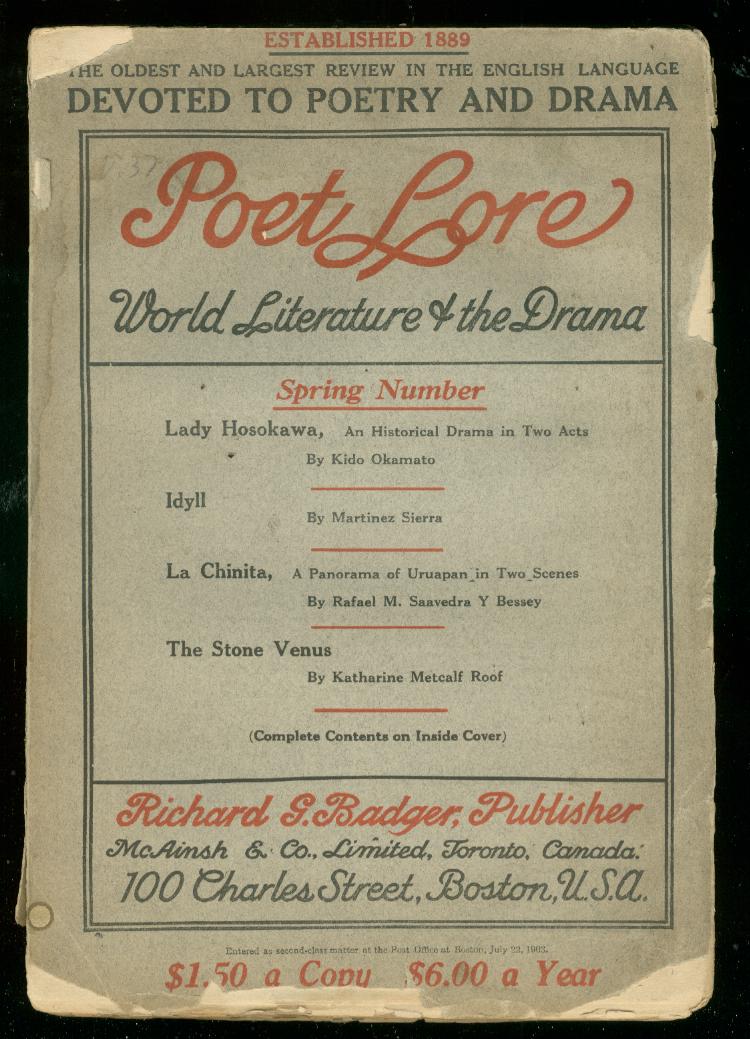 ESTABLISHED 1889
THE OLDEST AND LARGEST REVIEW IN THE ENGLISH LANGUAGE
DEVOTED TO POETRY AND DRAMA
Poet Lore
World Literature & the Drama
Spring Number
Lady Hosokawa, An Historical Drama in Two Acts
By Kido Okamato
Idyll
By Martinez Sierra
La Chinita, A Panorama of Uruapan in Two Scenes
By Rafael M. Saavedra Y Bessey
The Stone Venus
By Katharine Metcalf Roof
(Complete Contents on Inside Cover)
Richard G. Badger, Publisher
McAinsh & Co., Limited, Toronto, Canada.
100 Charles Street, Boston, U.S.A.
Entered as second-class matter at the Post Office at Boston, July 22, 1903.
$1.50 a Copy $6.00 a Year